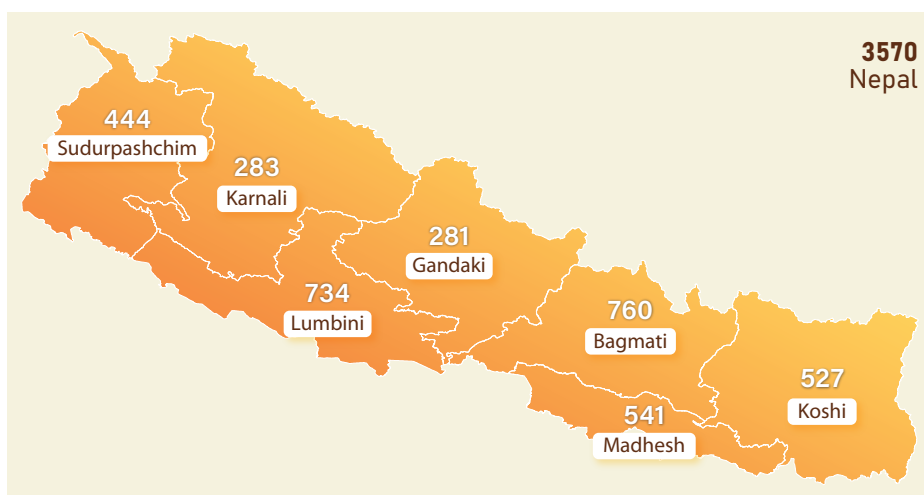 3570
Nepal
444
Sudurpashchim
283
Karnali
281
Gandaki
734
Lumbini
760
Bagmati
527
Koshi
541
Madhesh